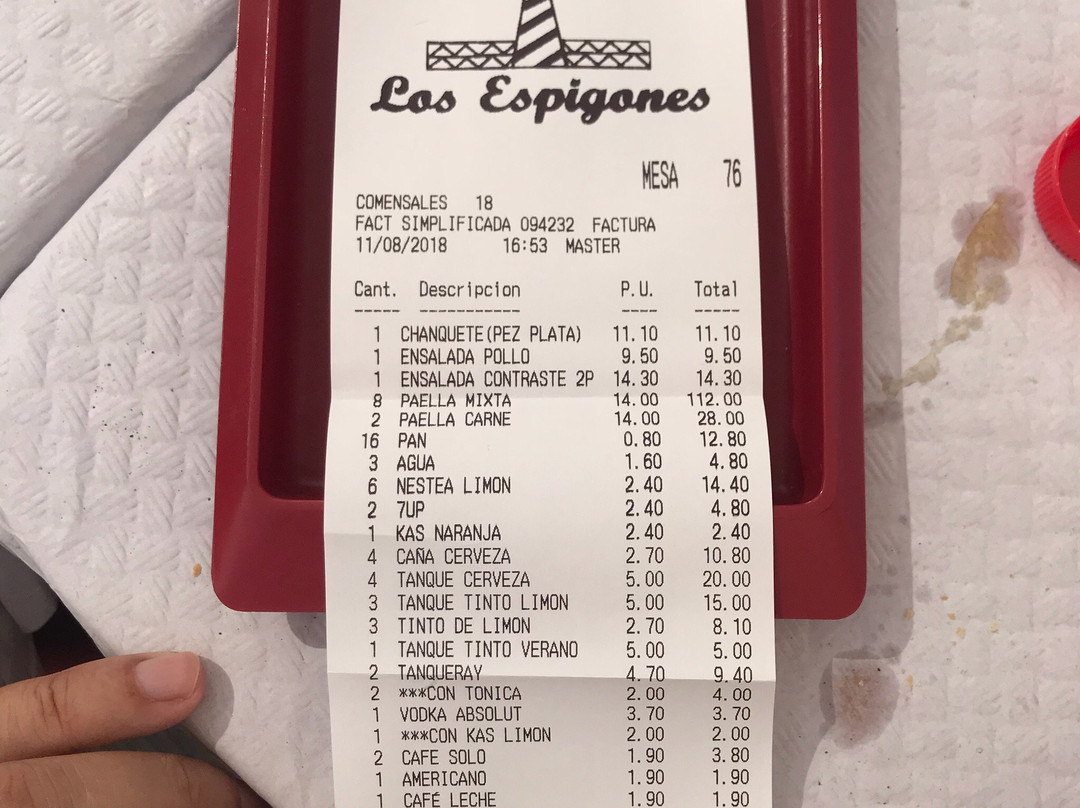 Los Espigones
MESA 76
COMENSALES 18
FACT SIMPLIFICADA 094232 FACTURA
11/08/2018 16:53 MASTER
Cant. Descripcion P.U. Total
----- ------------ ---- -----
1 CHANQUETE(PEZ PLATA) 11.10 11.10
1 ENSALADA POLLO 9.50 9.50
1 ENSALADA CONTRASTE 2P 14.30 14.30
8 PAELLA MIXTA 14.00 112.00
2 PAELLA CARNE 14.00 28.00
16 PAN 0.80 12.80
3 AGUA 1.60 4.80
6 NESTEA LIMON 2.40 14.40
2 7UP 2.40 4.80
1 KAS NARANJA 2.40 2.40
4 CAÑA CERVEZA 2.70 10.80
4 TANQUE CERVEZA 5.00 20.00
3 TANQUE TINTO LIMON 5.00 15.00
3 TINTO DE LIMON 2.70 8.10
1 TANQUE TINTO VERANO 5.00 5.00
2 TANQUERAY 4.70 9.40
2 ***CON TONICA 2.00 4.00
1 VODKA ABSOLUT 3.70 3.70
1 ***CON KAS LIMON 2.00 2.00
2 CAFE SOLO 1.90 3.80
1 AMERICANO 1.90 1.90
1 CAFÉ LECHE 1.90 1.90